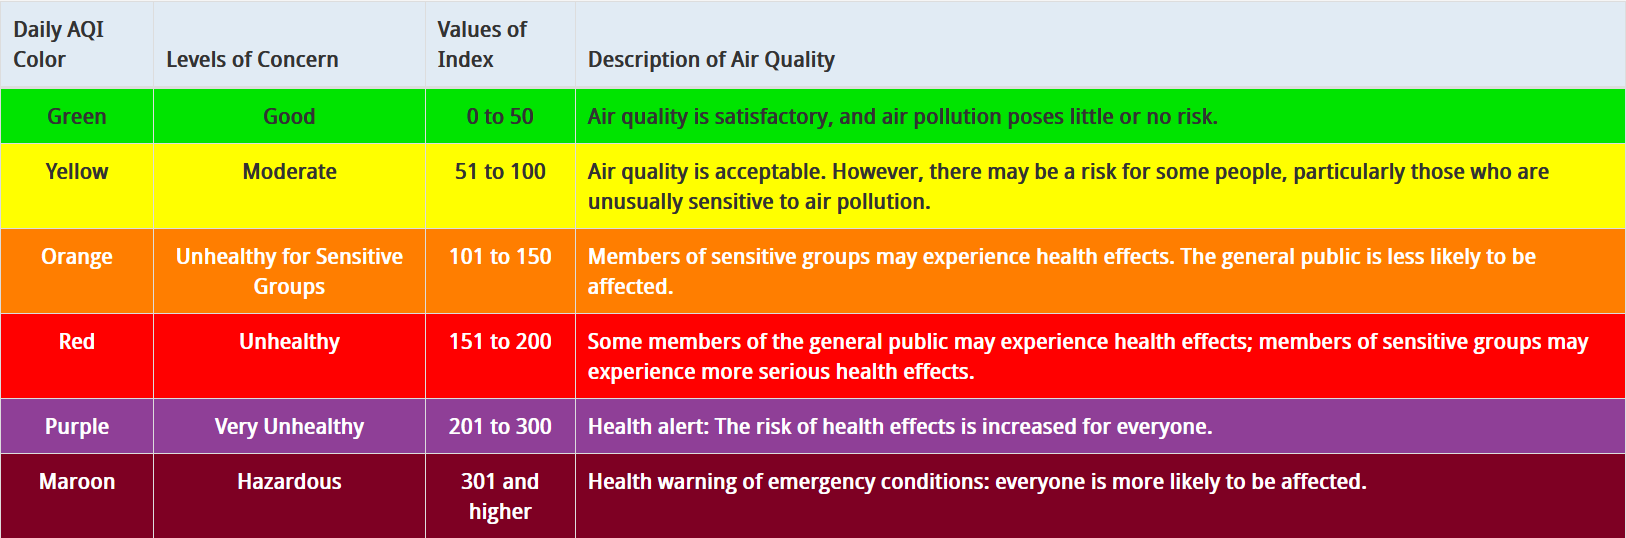 Daily AQI Color
Levels of Concern
Values of Index
Description of Air Quality
Green
Good
0 to 50
Air quality is satisfactory, and air pollution poses little or no risk.
Yellow
Moderate
51 to 100
Air quality is acceptable. However, there may be a risk for some people, particularly those who are
unusually sensitive to air pollution.
Orange
Unhealthy for Sensitive
Groups
101 to 150
Members of sensitive groups may experience health effects. The general public is less likely to be
affected.
Red
Unhealthy
151 to 200
Some members of the general public may experience health effects; members of sensitive groups may
experience more serious health effects.
Purple
Very Unhealthy
201 to 300
Health alert: The risk of health effects is increased for everyone.
Maroon
Hazardous
301 and
higher
Health warning of emergency conditions: everyone is more likely to be affected.